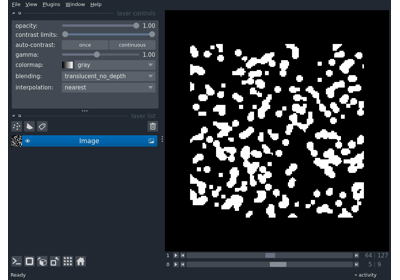 File View Plugins Window Help
layer controls
opacity: 1.00
contrast limits:
auto-contrast: once continuous
gamma: 1.00
colormap: gray
blending: translucent_no_depth
interpolation: nearest
layer list
Image
1 64 127
0 5 9
Ready activity